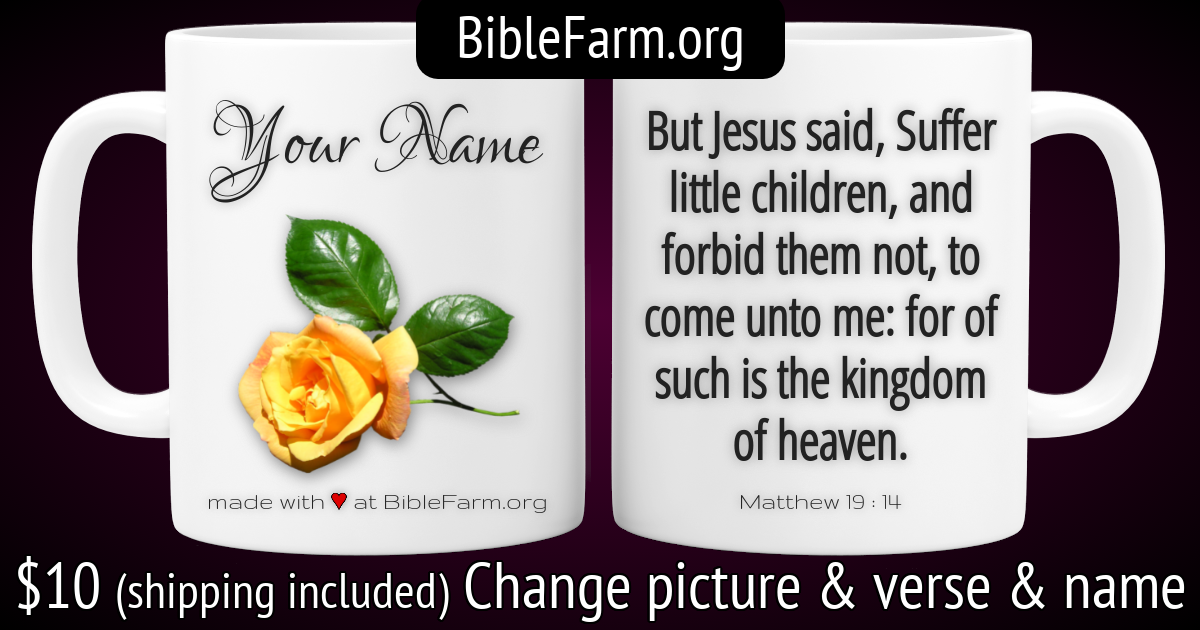 BibleFarm.org
Your Name
made with ♥ at BibleFarm.org
But Jesus said, Suffer
little children, and
forbid them not, to
come unto me: for of
such is the kingdom
of heaven.
Matthew 19 : 14
$10 (shipping included) Change picture & verse & name